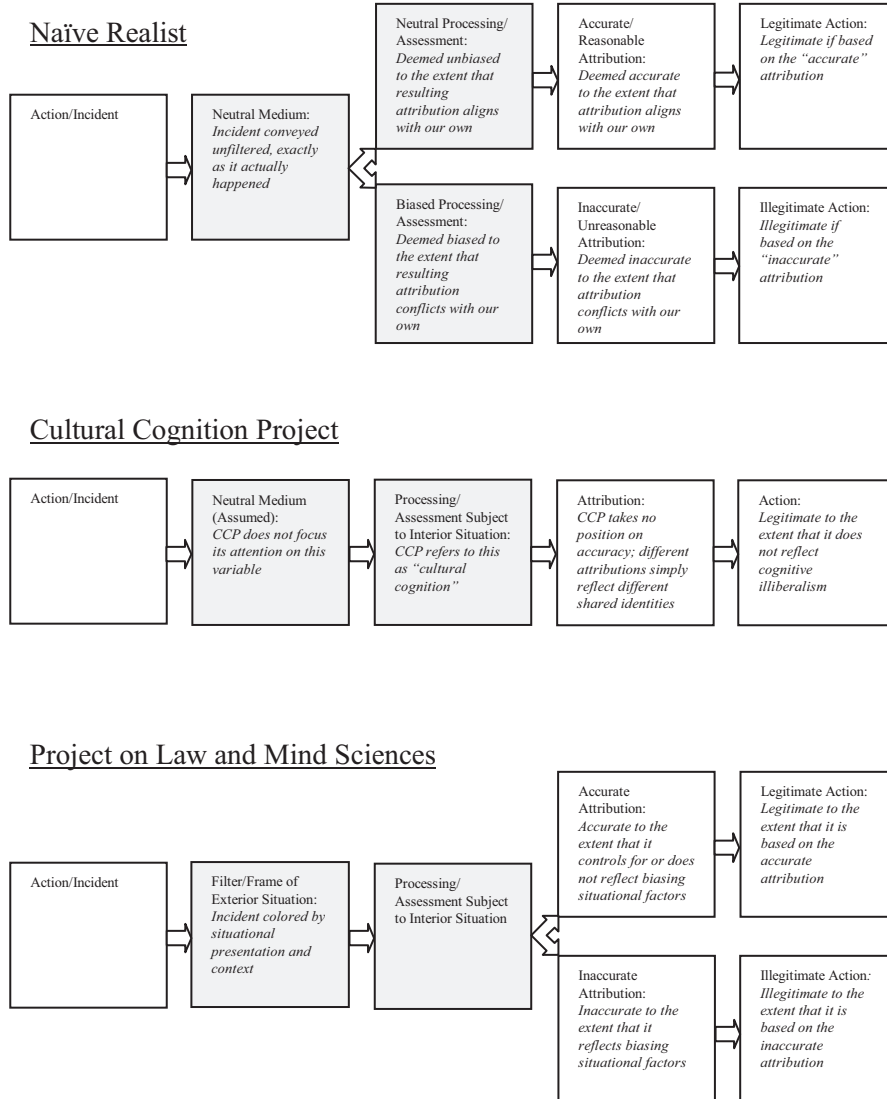 Naïve Realist
Action/Incident
Neutral Medium:
Incident conveyed
unfiltered, exactly
as it actually
happened
Neutral Processing/
Assessment:
Deemed unbiased to
the extent that
resulting
attribution aligns
with our own
Accurate/
Reasonable
Attribution:
Deemed accurate to
the extent that
attribution aligns
with our own
Legitimate Action:
Legitimate if based
on the “accurate”
attribution
Biased Processing/
Assessment:
Deemed biased to
the extent that
resulting
attribution
conflicts with our
own
Inaccurate/
Unreasonable
Attribution:
Deemed inaccurate
to the extent that
attribution
conflicts with our
own
Illegitimate Action:
Illegitimate if
based on the
“inaccurate”
attribution
Cultural Cognition Project
Action/Incident
Neutral Medium
(Assumed):
CCP does not focus
its attention on this
variable
Processing/
Assessment Subject
to Interior Situation:
CCP refers to this
as “cultural
cognition”
Attribution:
CCP takes no
position on
accuracy; different
attributions simply
reflect different
shared identities
Action:
Legitimate to the
extent that it does
not reflect
cognitive
illiberalism
Project on Law and Mind Sciences
Action/Incident
Filter/Frame of
Exterior Situation:
Incident colored by
situational
presentation and
context
Processing/
Assessment Subject
to Interior Situation
Accurate
Attribution:
Accurate to the
extent that it
controls for or does
not reflect biasing
situational factors
Legitimate Action:
Legitimate to the
extent that it is
based on the
accurate
attribution
Inaccurate
Attribution:
Inaccurate to the
extent that it
reflects biasing
situational factors
Illegitimate Action:
Illegitimate to the
extent that it is
based on the
inaccurate
attribution